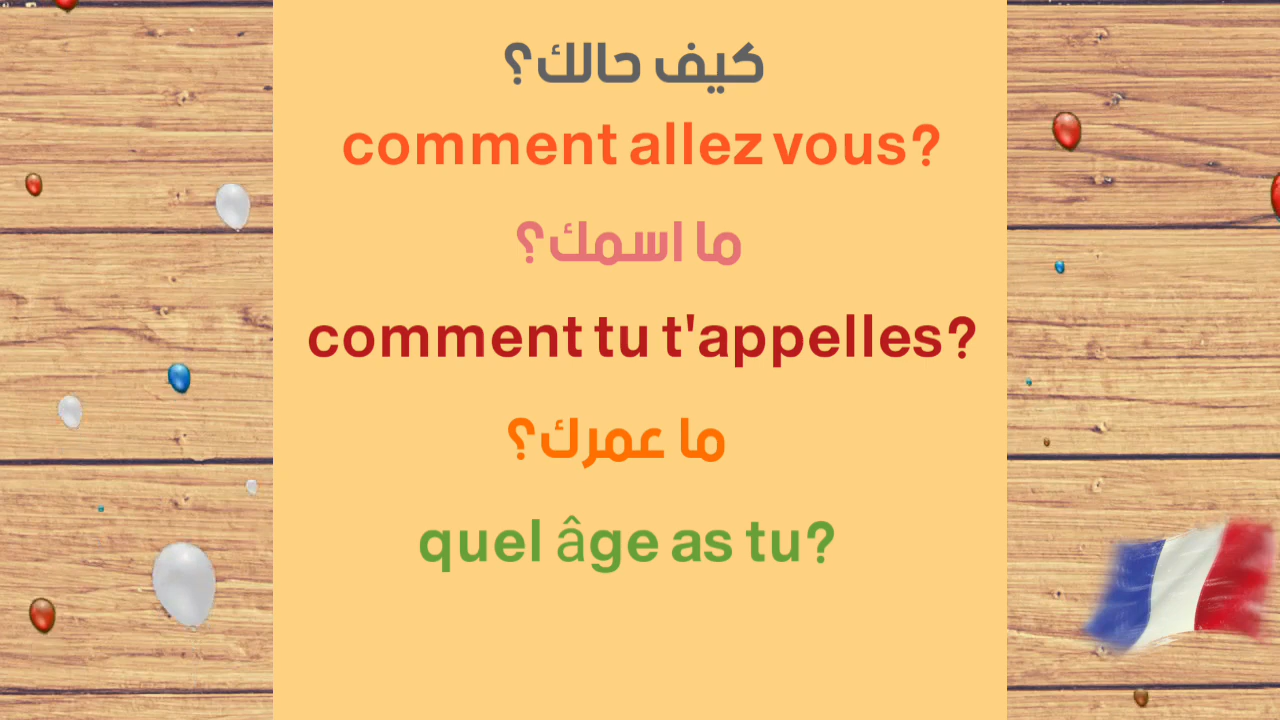 كيف حالك؟
comment allez vous?
ما اسمك؟
comment tu t'appelles?
ما عمرك؟
quel âge as tu?